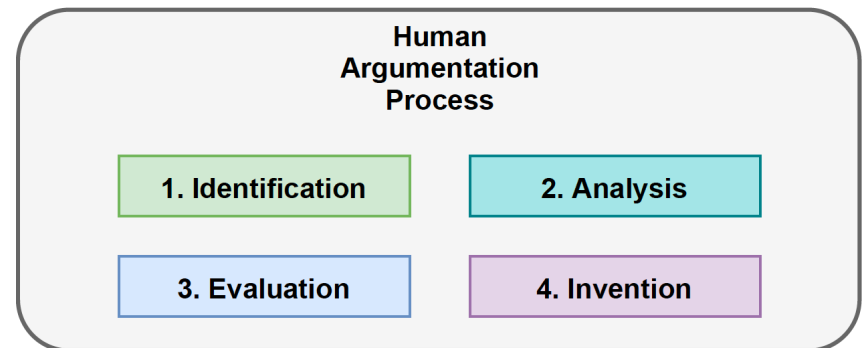 Human
Argumentation
Process
1. Identification
2. Analysis
3. Evaluation
4. Invention